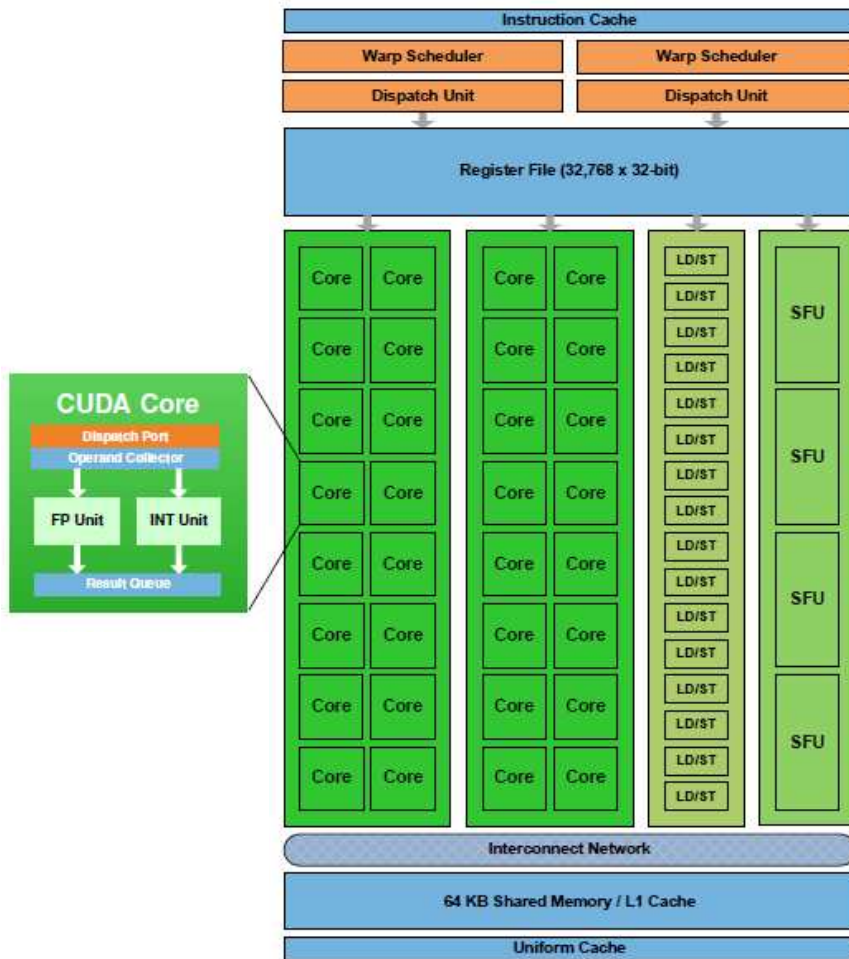 Instruction Cache
Warp Scheduler Warp Scheduler
Dispatch Unit Dispatch Unit
Register File (32,768 x 32-bit)
LD/ST
Core Core Core Core
SFU
LD/ST
LD/ST
Core Core Core Core
LD/ST
CUDA Core
Core Core Core Core
LD/ST
Dispatch Port
LD/ST
Operand Collector
SFU
LD/ST
Core Core Core Core
FP Unit INT Unit
LD/ST
LD/ST
Core Core Core Core
Result Queue
LD/ST
SFU
LD/ST
Core Core Core Core
LD/ST
LD/ST
Core Core Core Core
LD/ST
SFU
LD/ST
Core Core Core Core
LD/ST
Interconnect Network
64 KB Shared Memory / L1 Cache
Uniform Cache